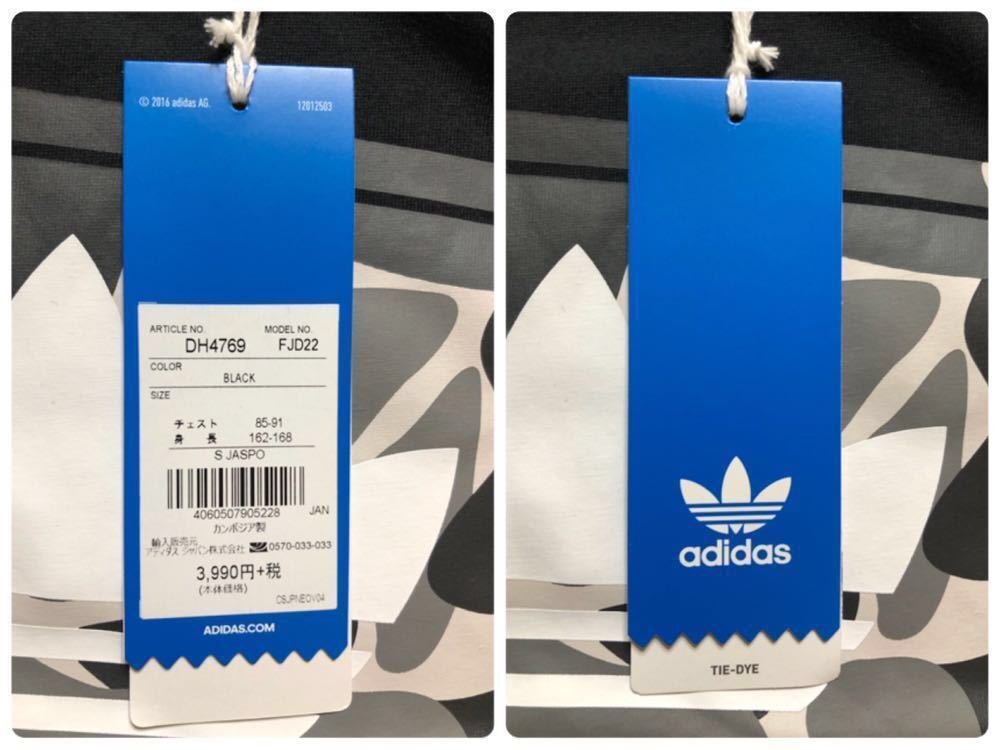 © 2016 adidas AG. 12012503
ARTICLE NO. MODEL NO.
DH4769 FJD22
COLOR
BLACK
SIZE
チェスト 85-91
身 長 162-168
S JASPO
4060507905228 JAN
カンボジア製
輸入販売元
アディダス ジャパン株式会社 0570-033-033
3,990円+税
(本体価格)
CSJPNEOV04
ADIDAS.COM
adidas
TIE-DYE